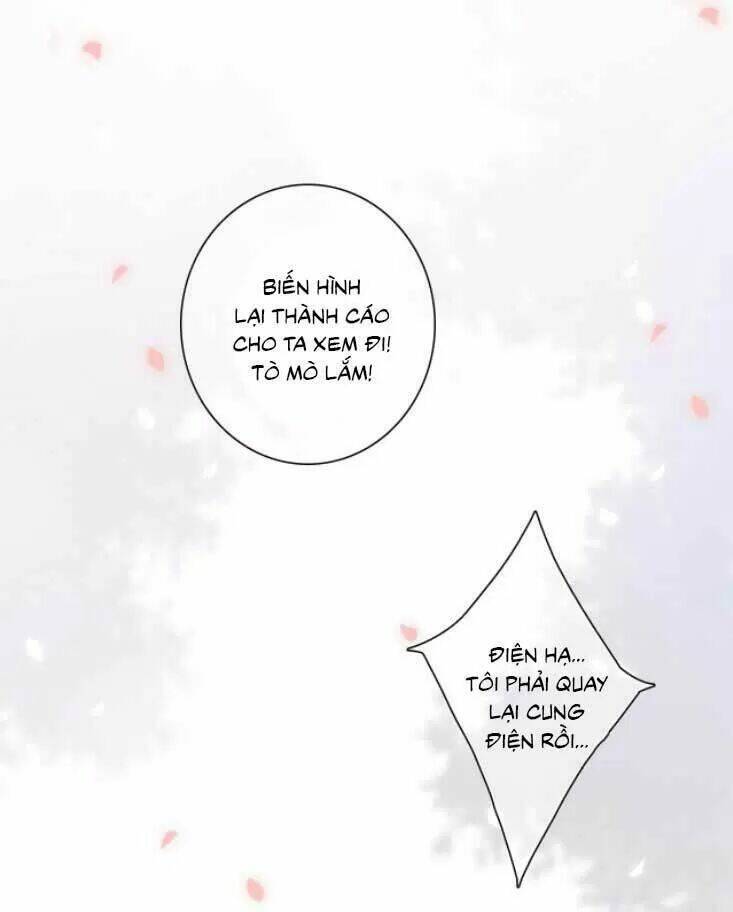 BIẾN HÌNH
LẠI THÀNH CÁO
CHO TA XEM ĐI!
TÒ MÒ LẮM!
ĐIỆN HẠ...
TÔI PHẢI QUAY
LẠI CUNG
ĐIỆN RỒI...